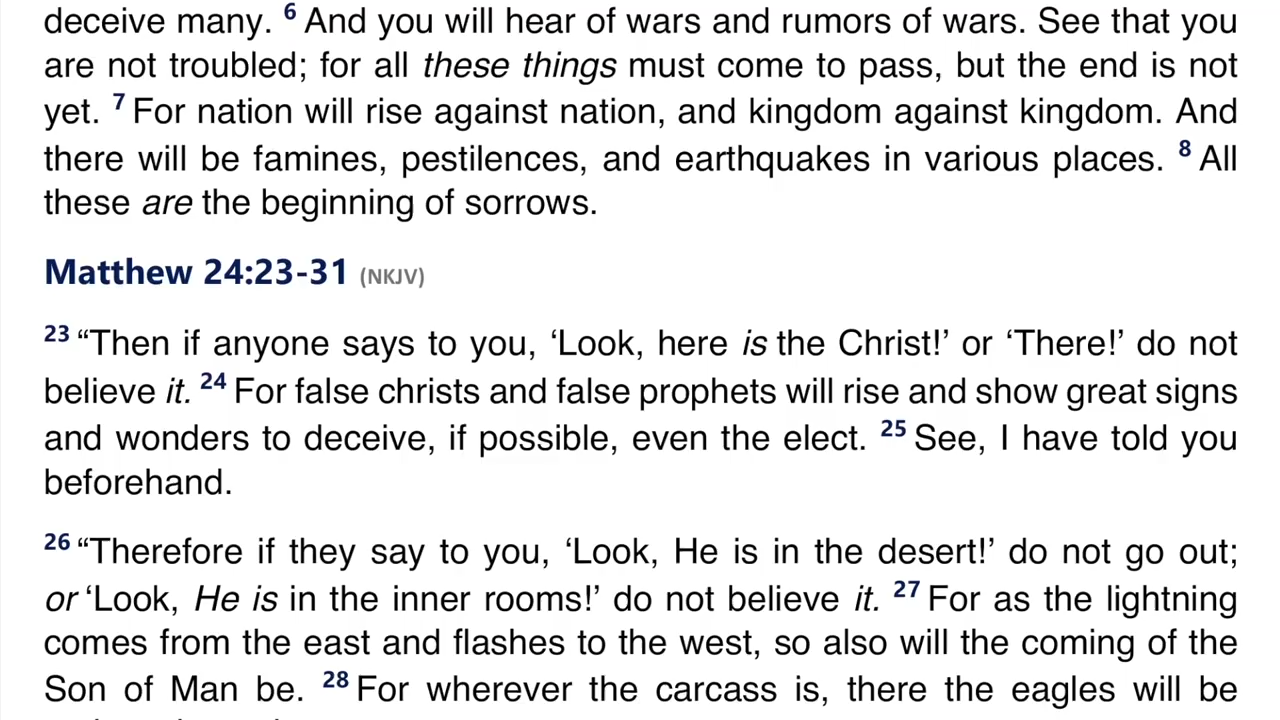 deceive many. 6 And you will hear of wars and rumors of wars. See that you
are not troubled; for all these things must come to pass, but the end is not
yet. 7 For nation will rise against nation, and kingdom against kingdom. And
there will be famines, pestilences, and earthquakes in various places. 8 All
these are the beginning of sorrows.
Matthew 24:23-31 (NKJV)
23 “Then if anyone says to you, ‘Look, here is the Christ!’ or ‘There!’ do not
believe it. 24 For false christs and false prophets will rise and show great signs
and wonders to deceive, if possible, even the elect. 25 See, I have told you
beforehand.
26 “Therefore if they say to you, ‘Look, He is in the desert!’ do not go out;
or ‘Look, He is in the inner rooms!’ do not believe it. 27 For as the lightning
comes from the east and flashes to the west, so also will the coming of the
Son of Man be. 28 For wherever the carcass is, there the eagles will be